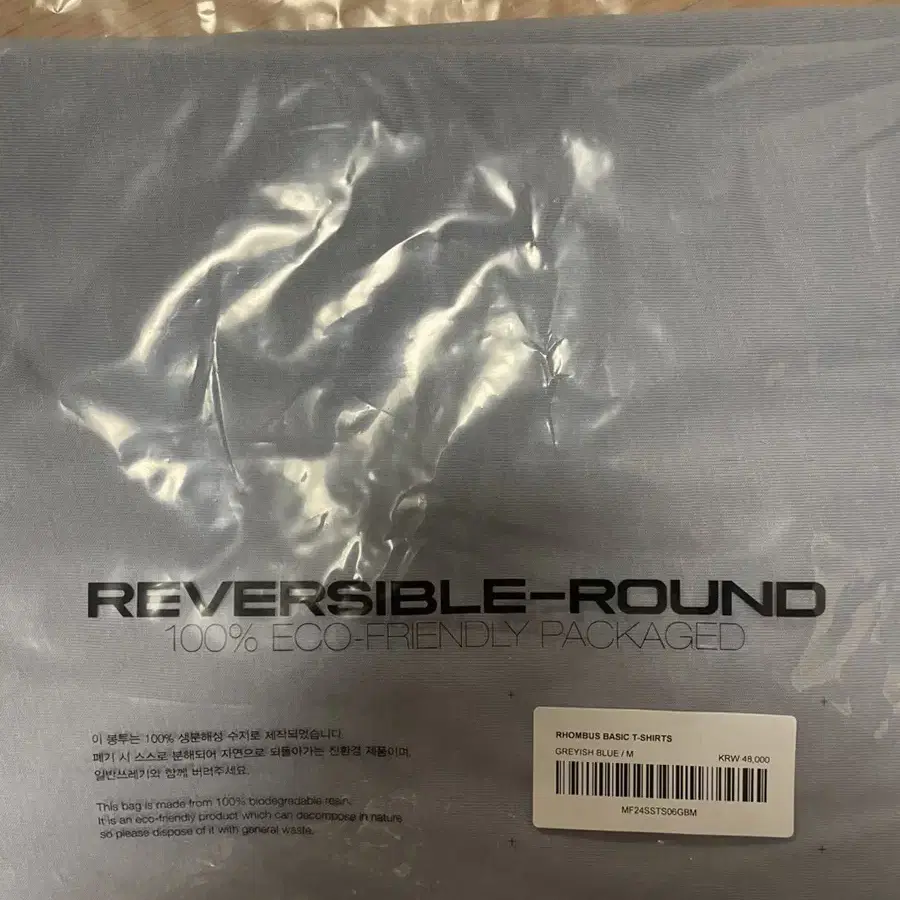 REVERSIBLE-ROUND
100% ECO-FRIENDLY PACKAGED
이 봉투는 100% 생분해성 수지로 제작되었습니다.
폐기 시 스스로 분해되어 자연으로 되돌아가는 친환경 제품이며,
일반쓰레기와 함께 버려주세요.
This bag is made from 100% biodegradable resin.
It is an eco-friendly product which can decompose in nature
so please dispose of it with general waste.
RHOMBUS BASIC T-SHIRTS
GREYISH BLUE / M
KRW 48,000
MF24SSTS06GBM